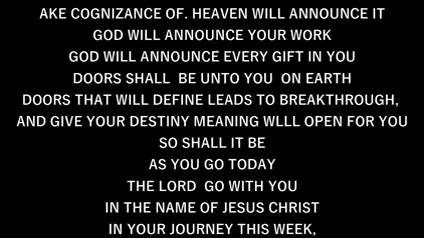 AKE COGNIZANCE OF. HEAVEN WILL ANNOUNCE IT
GOD WILL ANNOUNCE YOUR WORK
GOD WILL ANNOUNCE EVERY GIFT IN YOU
DOORS SHALL BE UNTO YOU ON EARTH
DOORS THAT WILL DEFINE LEADS TO BREAKTHROUGH,
AND GIVE YOUR DESTINY MEANING WLLL OPEN FOR YOU
SO SHALL IT BE
AS YOU GO TODAY
THE LORD GO WITH YOU
IN THE NAME OF JESUS CHRIST
IN YOUR JOURNEY THIS WEEK,